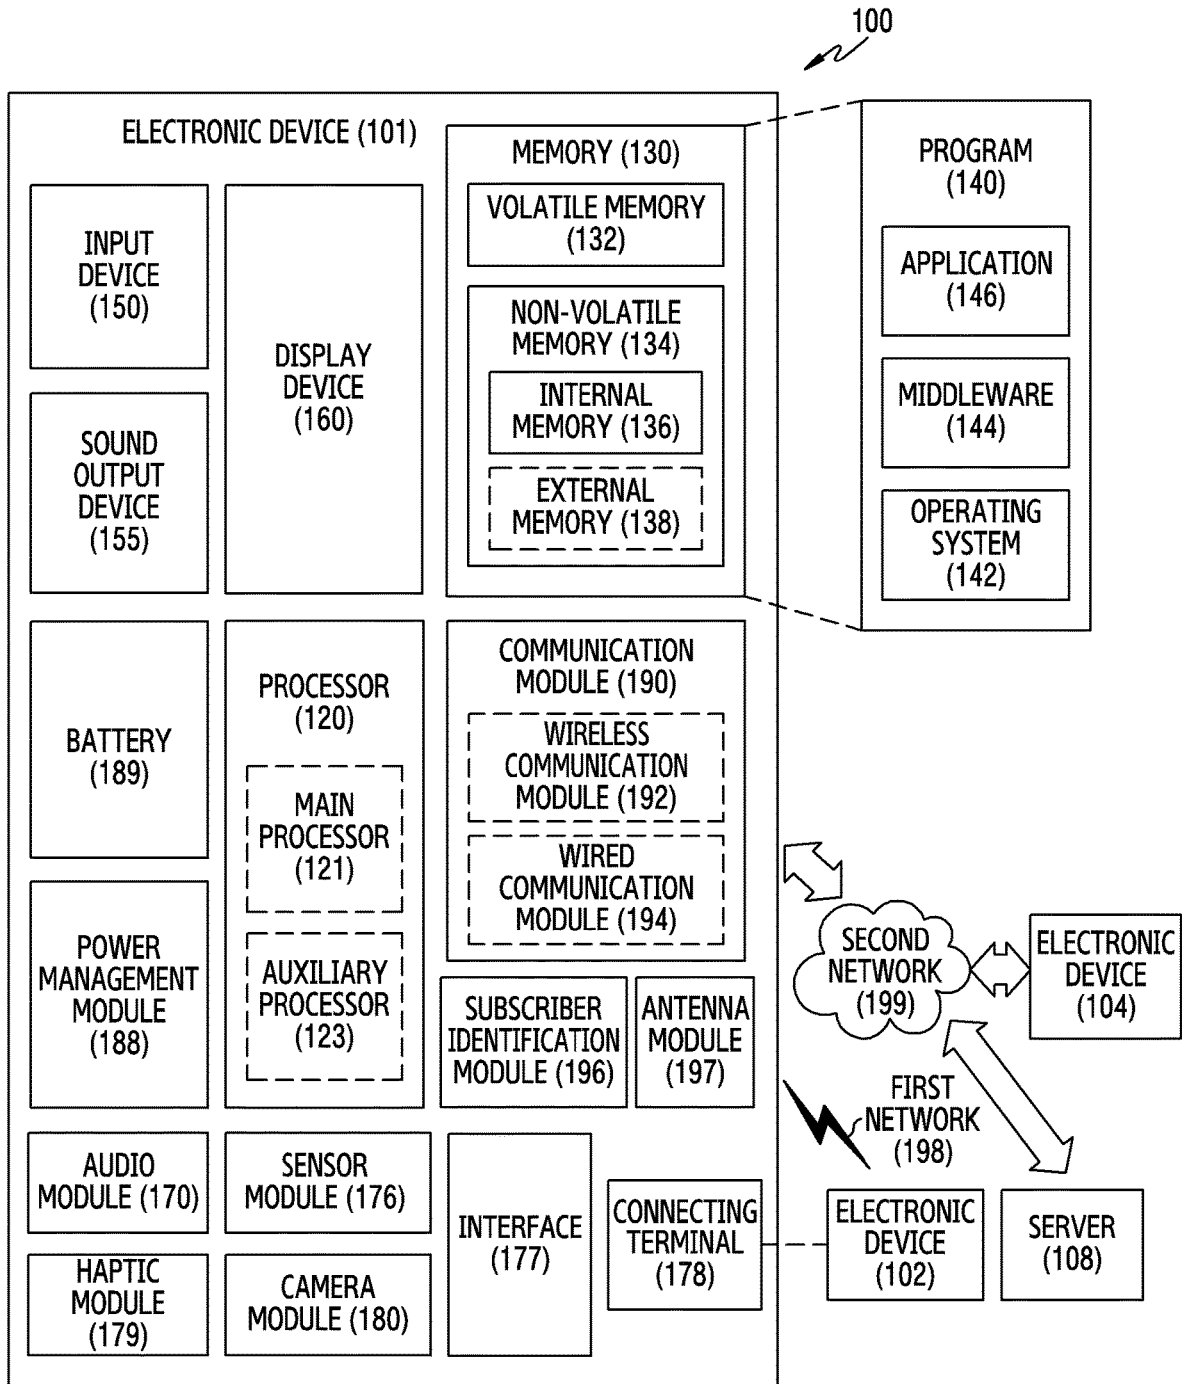 100
ELECTRONIC DEVICE (101)
INPUT
DEVICE
(150)
SOUND
OUTPUT
DEVICE
(155)
DISPLAY
DEVICE
(160)
MEMORY (130)
VOLATILE MEMORY
(132)
NON-VOLATILE
MEMORY (134)
INTERNAL
MEMORY (136)
EXTERNAL
MEMORY (138)
PROGRAM
(140)
APPLICATION
(146)
MIDDLEWARE
(144)
OPERATING
SYSTEM
(142)
BATTERY
(189)
POWER
MANAGEMENT
MODULE
(188)
PROCESSOR
(120)
MAIN
PROCESSOR
(121)
AUXILIARY
PROCESSOR
(123)
COMMUNICATION
MODULE (190)
WIRELESS
COMMUNICATION
MODULE (192)
WIRED
COMMUNICATION
MODULE (194)
SUBSCRIBER
IDENTIFICATION
MODULE (196)
ANTENNA
MODULE
(197)
SECOND
NETWORK
(199)
ELECTRONIC
DEVICE
(104)
FIRST
NETWORK
(198)
AUDIO
MODULE (170)
SENSOR
MODULE (176)
HAPTIC
MODULE
(179)
CAMERA
MODULE (180)
INTERFACE
(177)
CONNECTING
TERMINAL
(178)
ELECTRONIC
DEVICE
(102)
SERVER
(108)